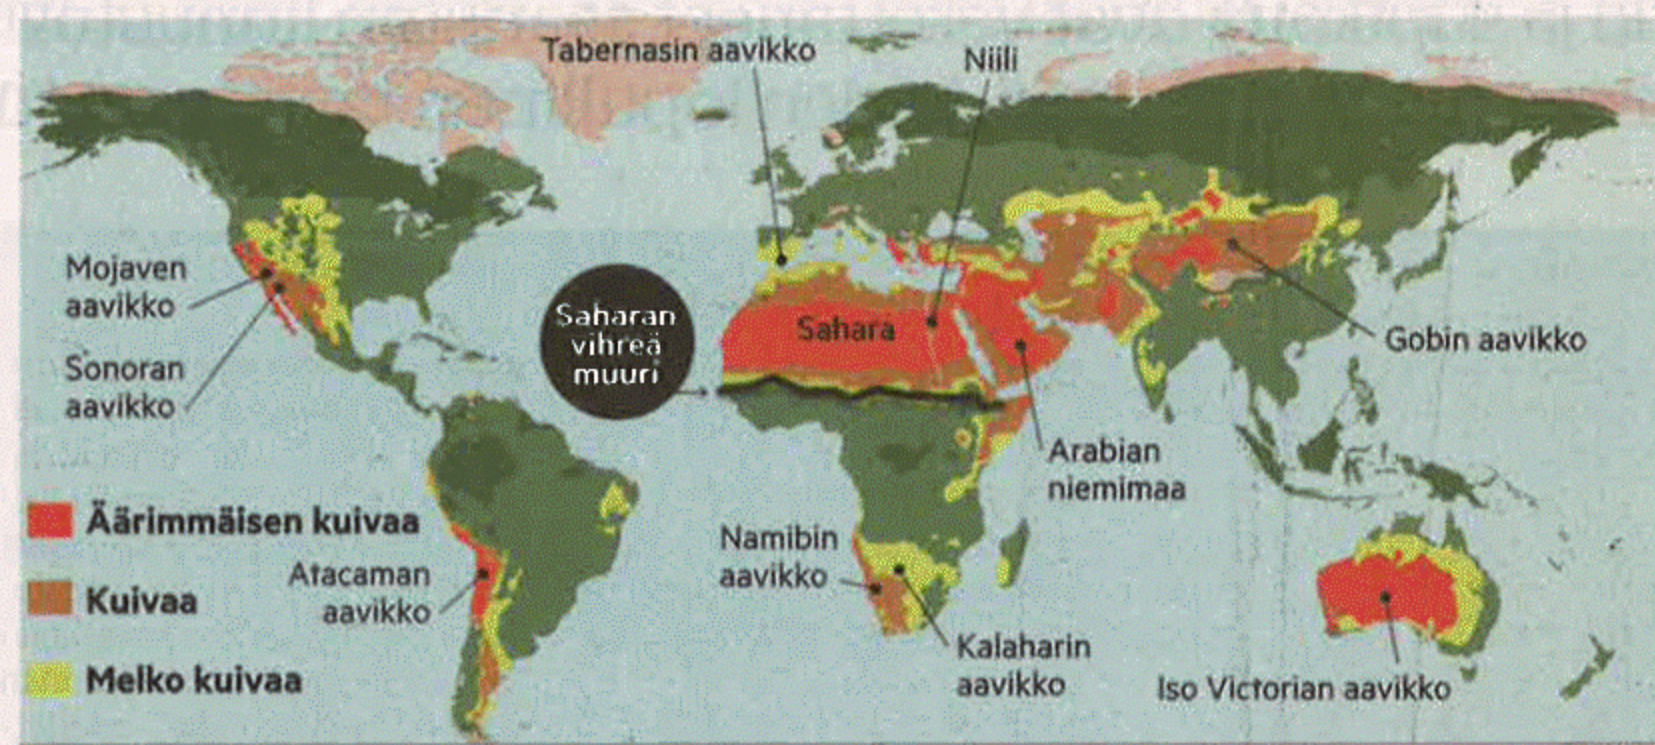 Tabernasin aavikko
Niili
Mojaven
aavikko
Sonoran
aavikko
Saharan
vihreä
muuri
Sahara
Gobin aavikko
Arabian
niemimaa
Äärimmäisen kuivaa
Kuivaa
Melko kuivaa
Atacaman
aavikko
Namibin
aavikko
Kalaharin
aavikko
Iso Victorian aavikko